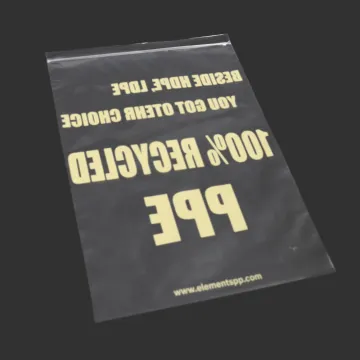 BESIDE HDPE, LDPE
YOU GOT OTEHR CHOICE
100% RECYCLED
PPE
www.elementspp.com